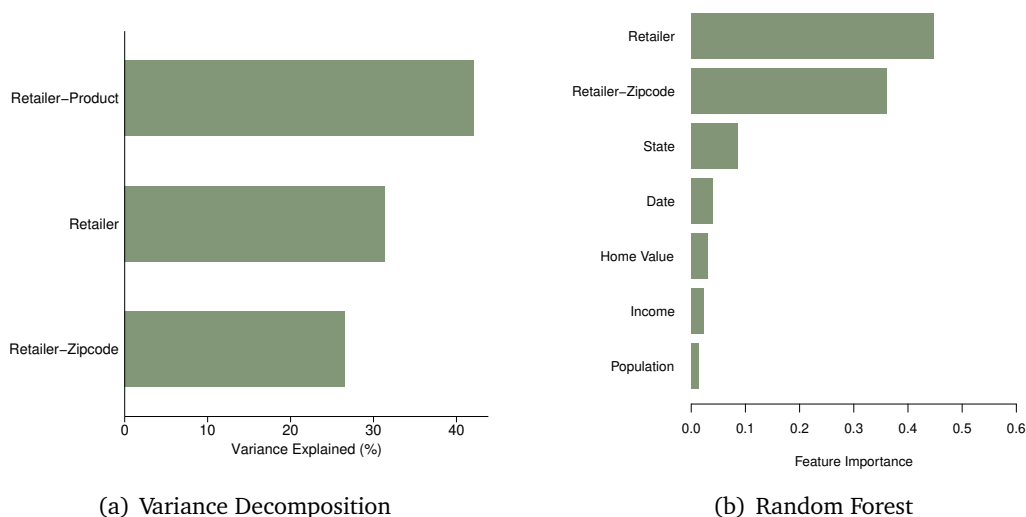 Retailer–Product
Retailer
Retailer–Zipcode
0 10 20 30 40
Variance Explained (%)
(a) Variance Decomposition
Retailer
Retailer–Zipcode
State
Date
Home Value
Income
Population
0.0 0.1 0.2 0.3 0.4 0.5 0.6
Feature Importance
(b) Random Forest